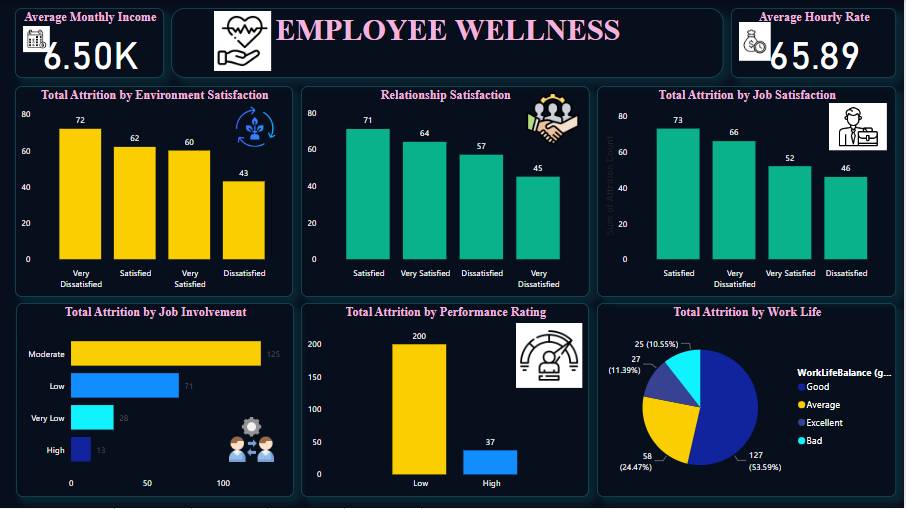 Average Monthly Income
6.50K
EMPLOYEE WELLNESS
Average Hourly Rate
65.89
Total Attrition by Environment Satisfaction
80
60
40
20
0
72
62
60
43
Very
Dissatisfied
Satisfied
Very
Satisfied
Dissatisfied
Relationship Satisfaction
80
60
40
20
0
71
64
57
45
Satisfied
Very Satisfied
Dissatisfied
Very
Dissatisfied
Total Attrition by Job Satisfaction
Sum of Attrition Count
80
60
40
20
0
73
66
52
46
Satisfied
Very
Dissatisfied
Very Satisfied
Dissatisfied
Total Attrition by Job Involvement
Moderate
125
Low
71
Very Low
28
High
13
0
50
100
Total Attrition by Performance Rating
200
150
100
50
0
200
37
Low
High
Total Attrition by Work Life
25 (10.55%)
27
(11.39%)
58
(24.47%)
127
(53.59%)
WorkLifeBalance (g...
Good
Average
Excellent
Bad